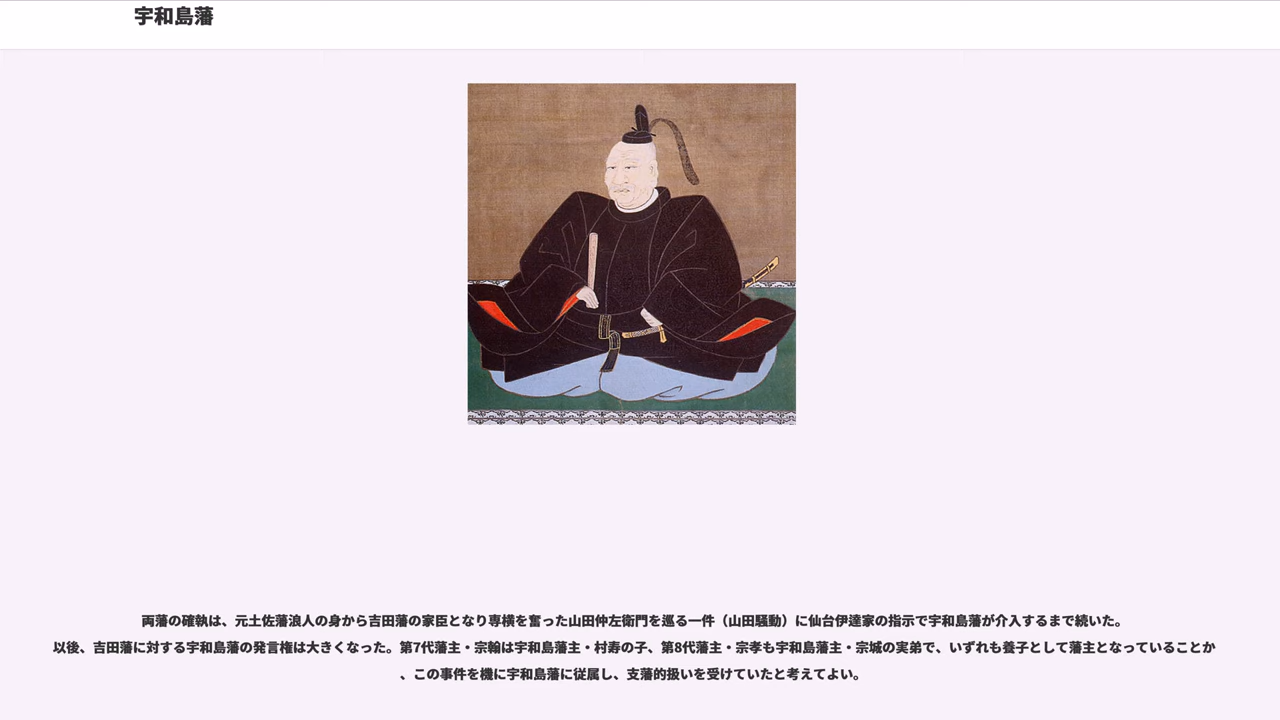 宇和島藩
両藩の確執は、元土佐藩浪人の身から吉田藩の家臣となり専横を奮った山田仲左衛門を巡る一件（山田騒動）に仙台伊達家の指示で宇和島藩が介入するまで続いた。
以後、吉田藩に対する宇和島藩の発言権は大きくなった。第7代藩主・宗翰は宇和島藩主・村寿の子、第8代藩主・宗孝も宇和島藩主・宗城の実弟で、いずれも養子として藩主となっていることか
、この事件を機に宇和島藩に従属し、支藩的扱いを受けていたと考えてよい。